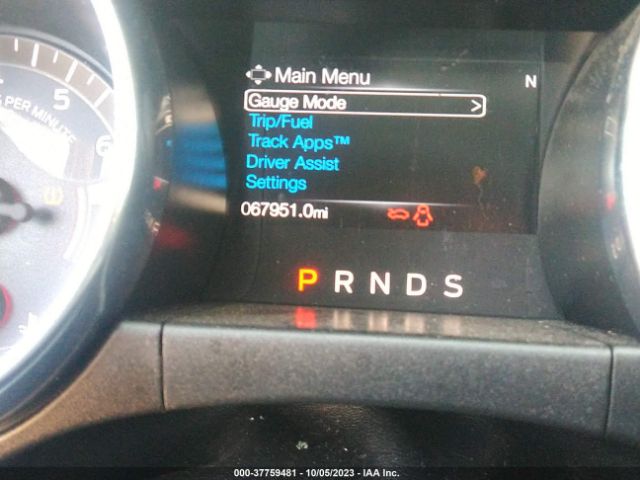 Main Menu
N
Gauge Mode >
Trip/Fuel
Track Apps™
Driver Assist
Settings
067951.0mi
P R N D S
5
6
PER MINUTE
000-37759481 - 10/05/2023 - IAA Inc.